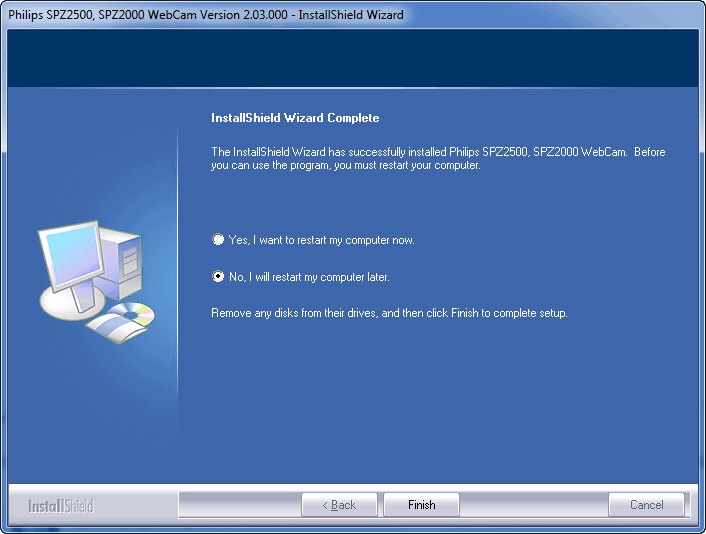 Philips SPZ2500, SPZ2000 WebCam Version 2.03.000 - InstallShield Wizard
InstallShield Wizard Complete
The InstallShield Wizard has successfully installed Philips SPZ2500, SPZ2000 WebCam. Before
you can use the program, you must restart your computer.
Yes, I want to restart my computer now.
No, I will restart my computer later.
Remove any disks from their drives, and then click Finish to complete setup.
InstallShield
< Back
Finish
Cancel